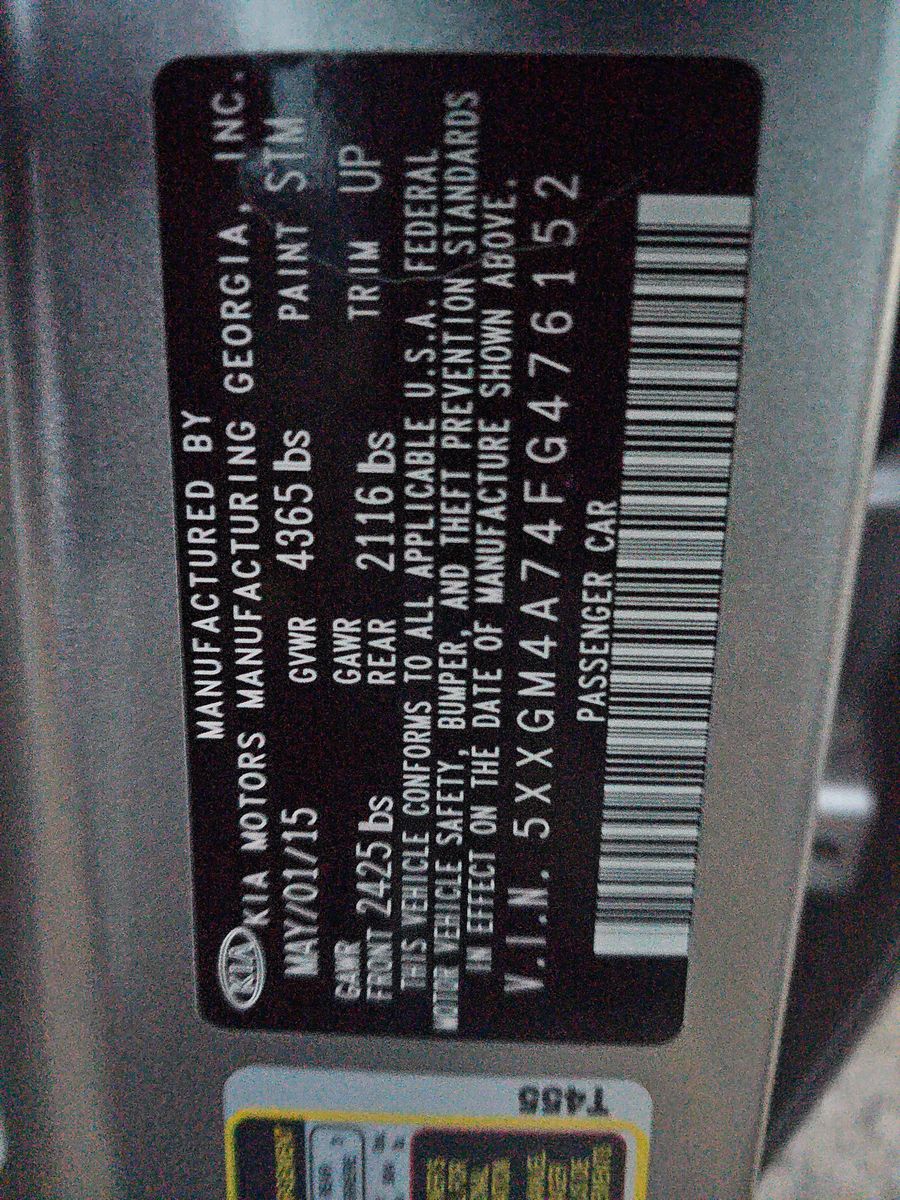 MANUFACTURED BY
KIA KIA MOTORS MANUFACTURING GEORGIA, INC.
MAY/01/15 GVWR 4365 lbs PAINT STM
GAWR FRONT 2425 lbs GAWR REAR 2116 lbs TRIM UP
THIS VEHICLE CONFORMS TO ALL APPLICABLE U.S.A. FEDERAL
MOTOR VEHICLE SAFETY, BUMPER, AND THEFT PREVENTION STANDARDS
IN EFFECT ON THE DATE OF MANUFACTURE SHOWN ABOVE.
V.I.N. 5XXGM4A74FG476152
PASSENGER CAR
T455